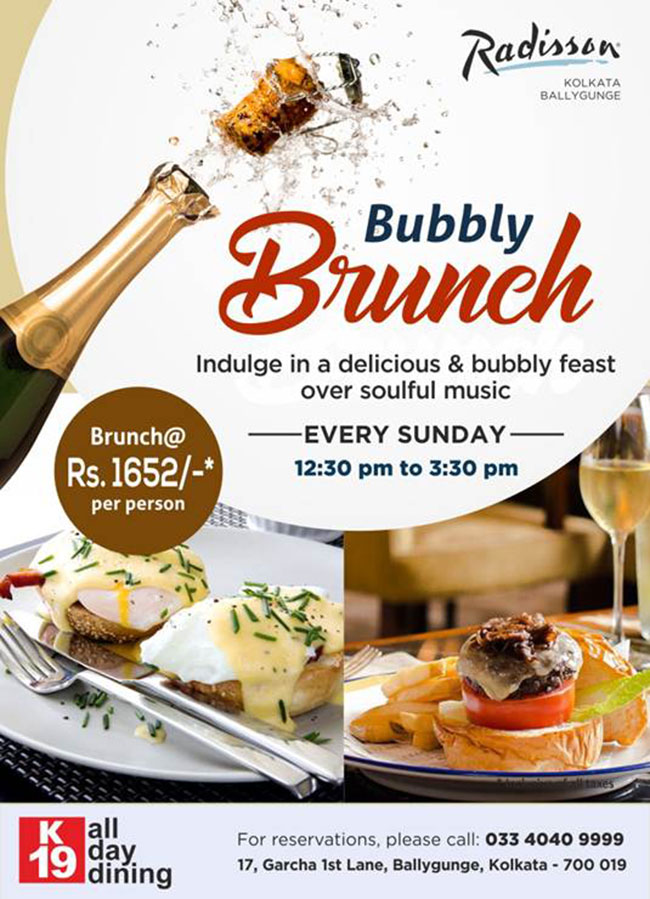 Radisson
KOLKATA
BALLYGUNGE
Bubbly
Brunch
Indulge in a delicious & bubbly feast
over soulful music
EVERY SUNDAY
12:30 pm to 3:30 pm
Brunch@
Rs. 1652/-*
per person
taxes
K
19
all
day
dining
For reservations, please call: 033 4040 9999
17, Garcha 1st Lane, Ballygunge, Kolkata - 700 019